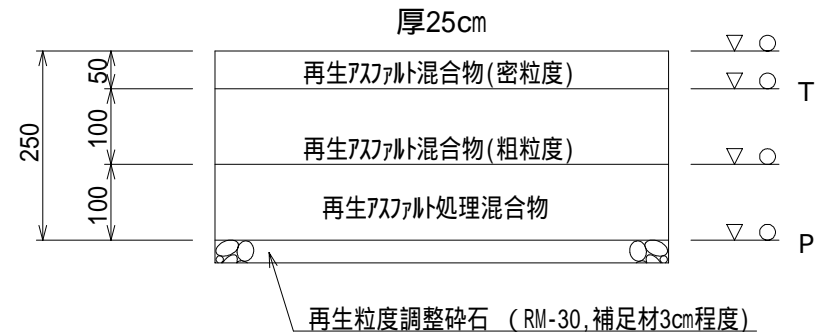 厚25㎝
▽ ○
50
再生アスファルト混合物(密粒度)
▽ ○
T
250
100
再生アスファルト混合物(粗粒度)
▽ ○
100
再生アスファルト処理混合物
▽ ○
P
再生粒度調整砕石 (RM-30,補足材3㎝程度)